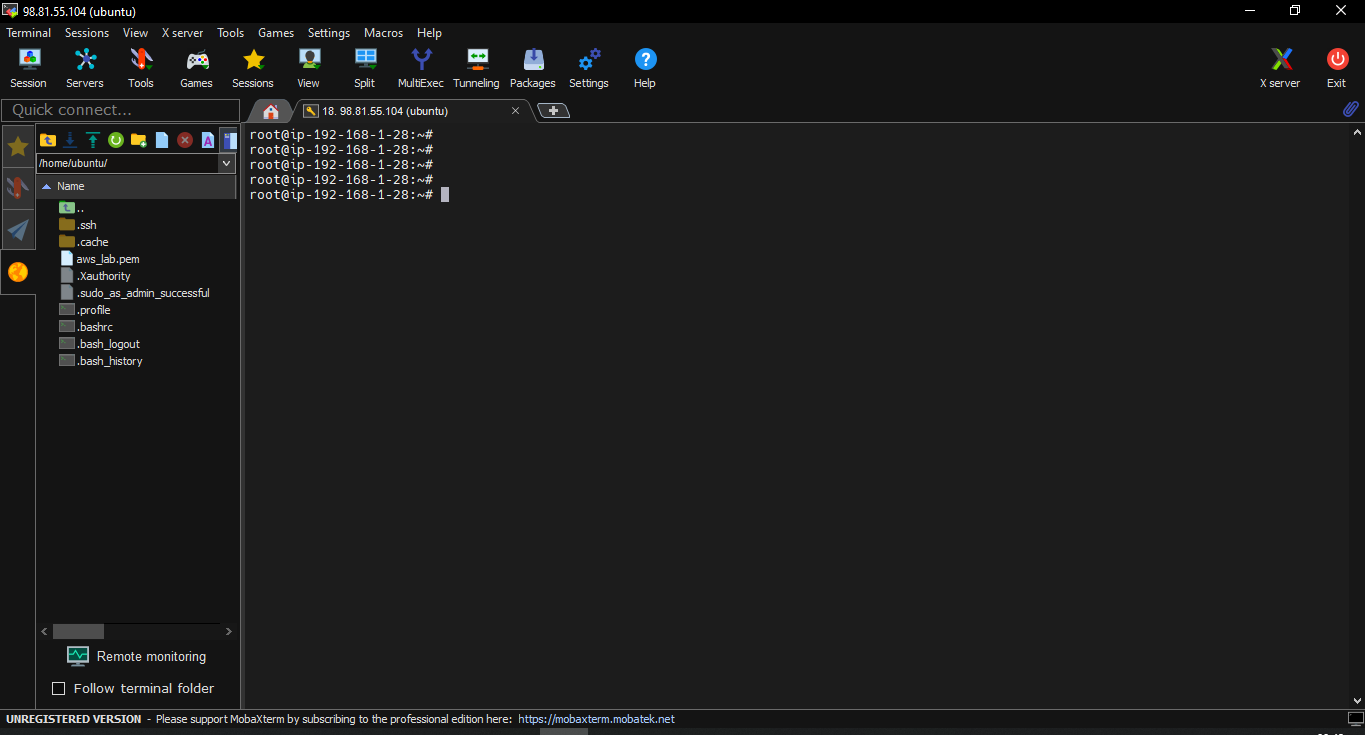 98.81.55.104 (ubuntu)
Terminal Sessions View X server Tools Games Settings Macros Help
Session Servers Tools Games Sessions View Split MultiExec Tunneling Packages Settings Help X server Exit
Quick connect...
18. 98.81.55.104 (ubuntu)
/home/ubuntu/
Name
..
.ssh
.cache
aws_lab.pem
.Xauthority
.sudo_as_admin_successful
.profile
.bashrc
.bash_logout
.bash_history
root@ip-192-168-1-28:~#
root@ip-192-168-1-28:~#
root@ip-192-168-1-28:~#
root@ip-192-168-1-28:~#
root@ip-192-168-1-28:~#
Remote monitoring
Follow terminal folder
UNREGISTERED VERSION - Please support MobaXterm by subscribing to the professional edition here: https://mobaxterm.mobatek.net